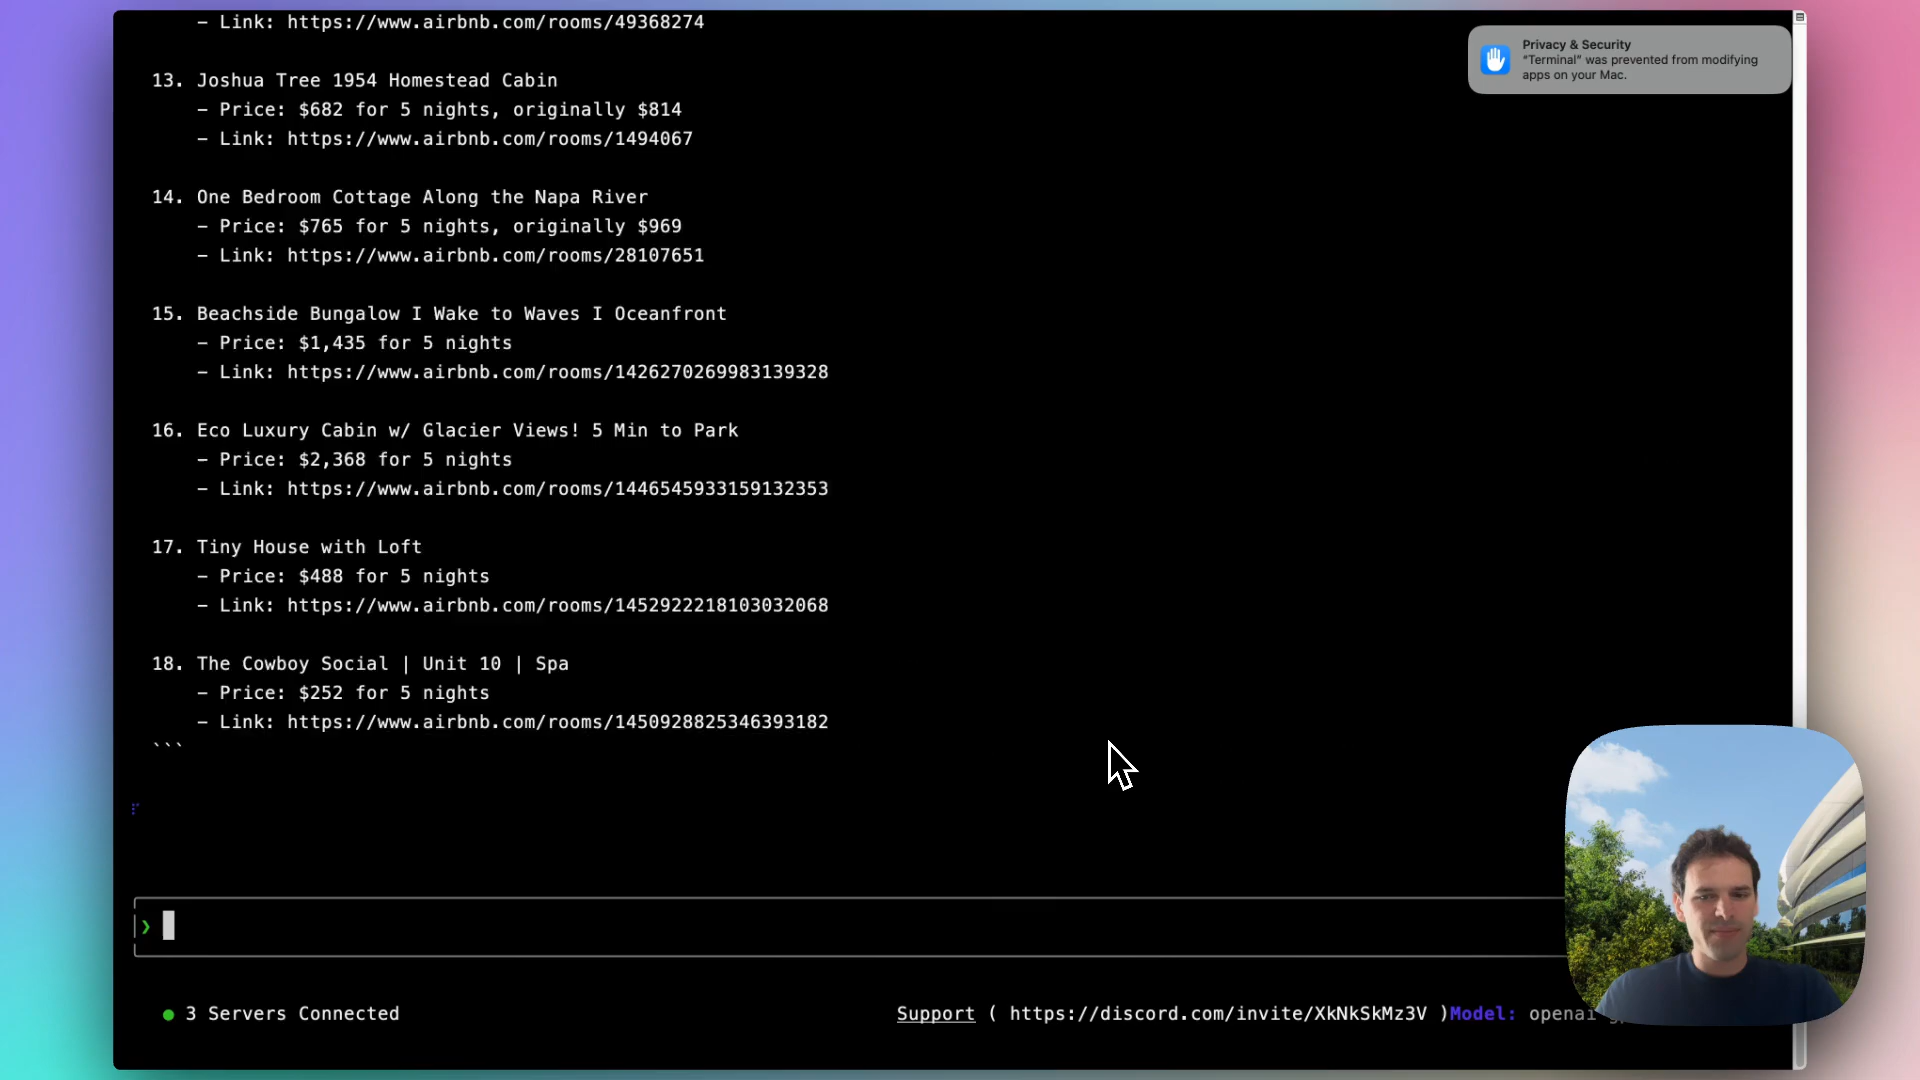 - Link: https://www.airbnb.com/rooms/49368274
Privacy & Security
"Terminal" was prevented from modifying
apps on your Mac.
13. Joshua Tree 1954 Homestead Cabin
- Price: $682 for 5 nights, originally $814
- Link: https://www.airbnb.com/rooms/1494067
14. One Bedroom Cottage Along the Napa River
- Price: $765 for 5 nights, originally $969
- Link: https://www.airbnb.com/rooms/28107651
15. Beachside Bungalow I Wake to Waves I Oceanfront
- Price: $1,435 for 5 nights
- Link: https://www.airbnb.com/rooms/1426270269983139328
16. Eco Luxury Cabin w/ Glacier Views! 5 Min to Park
- Price: $2,368 for 5 nights
- Link: https://www.airbnb.com/rooms/1446545933159132353
17. Tiny House with Loft
- Price: $488 for 5 nights
- Link: https://www.airbnb.com/rooms/1452922218103032068
18. The Cowboy Social | Unit 10 | Spa
- Price: $252 for 5 nights
- Link: https://www.airbnb.com/rooms/1450928825346393182
```
❯
3 Servers Connected
Support ( https://discord.com/invite/XkNkSkMz3V )Model: openai